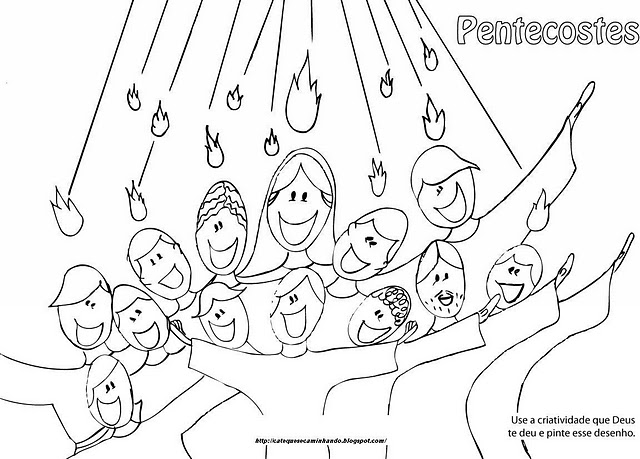 Pentecostes
Use a criatividade que Deus
te deu e pinte esse desenho.
http://catequesecaminhando.blogspot.com/